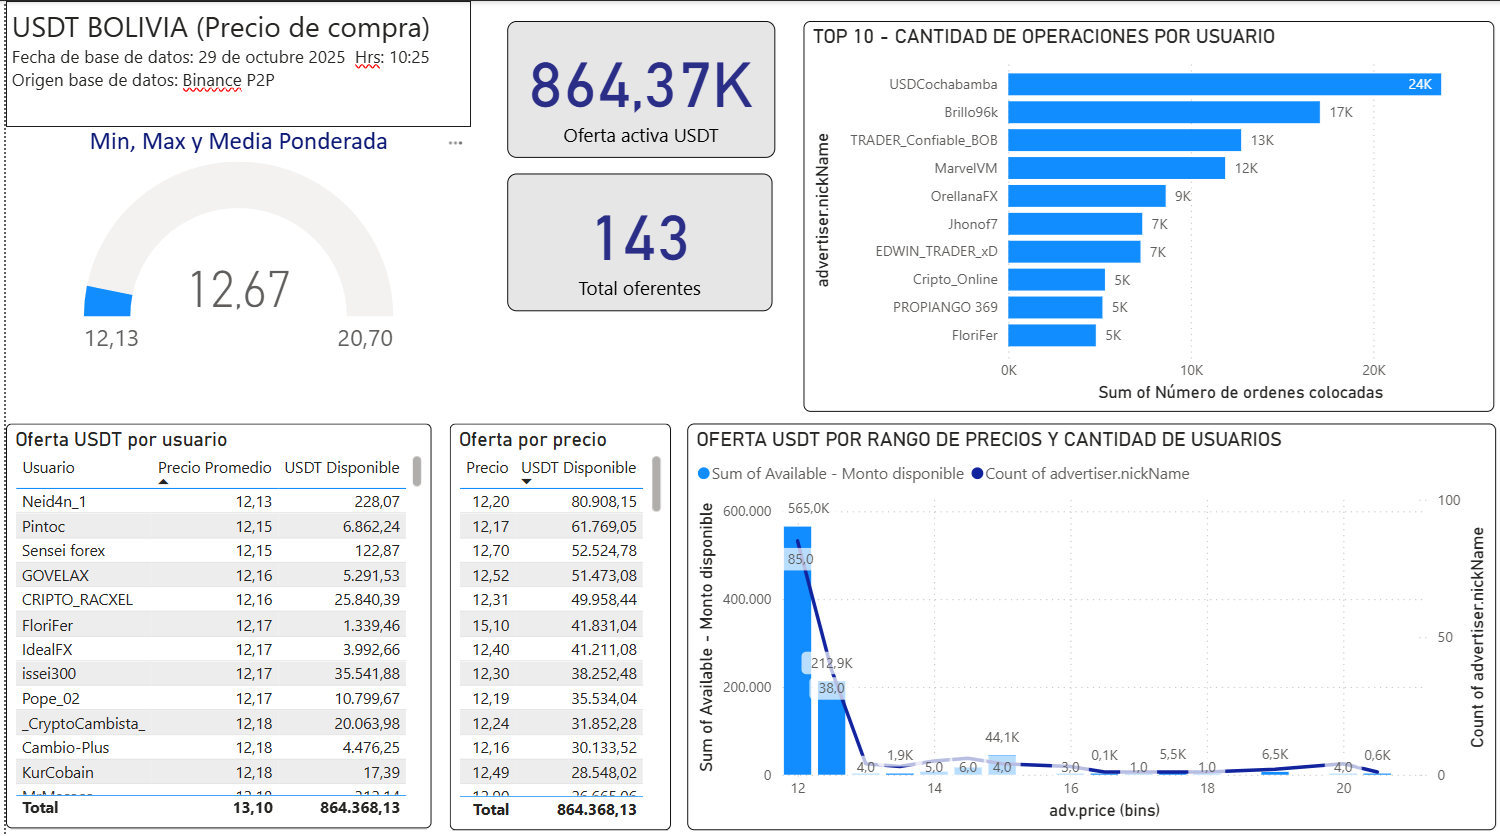 USDT BOLIVIA (Precio de compra)
Fecha de base de datos: 29 de octubre 2025  Hrs: 10:25
Origen base de datos: Binance P2P
Min, Max y Media Ponderada
12,67
12,13
20,70
864,37K
Oferta activa USDT
143
Total oferentes
TOP 10 - CANTIDAD DE OPERACIONES POR USUARIO
advertiser.nickName
USDCochabamba 24K
Brillo96k 17K
TRADER_Confiable_BOB 13K
MarvelVM 12K
OrellanaFX 9K
Jhonof7 7K
EDWIN_TRADER_xD 7K
Cripto_Online 5K
PROPIANGO 369 5K
FloriFer 5K
0K 10K 20K
Sum of Número de ordenes colocadas
Oferta USDT por usuario
Usuario Precio Promedio USDT Disponible
Neid4n_1 12,13 228,07
Pintoc 12,15 6.862,24
Sensei forex 12,15 122,87
GOVELAX 12,16 5.291,53
CRIPTO_RACXEL 12,16 25.840,39
FloriFer 12,17 1.339,46
IdealFX 12,17 3.992,66
issei300 12,17 35.541,88
Pope_02 12,17 10.799,67
_CryptoCambista_ 12,18 20.063,98
Cambio-Plus 12,18 4.476,25
KurCobain 12,18 17,39
Total 13,10 864.368,13
Oferta por precio
Precio USDT Disponible
12,20 80.908,15
12,17 61.769,05
12,70 52.524,78
12,52 51.473,08
12,31 49.958,44
15,10 41.831,04
12,40 41.211,08
12,30 38.252,48
12,19 35.534,04
12,24 31.852,28
12,16 30.133,52
12,49 28.548,02
Total 864.368,13
OFERTA USDT POR RANGO DE PRECIOS Y CANTIDAD DE USUARIOS
Sum of Available - Monto disponible Count of advertiser.nickName
Sum of Available - Monto disponible
600.000
400.000
200.000
0
565,0K
85,0
212,9K
38,0
1,9K 44,1K 0,1K 5,5K 6,5K 0,6K
4,0 5,0 6,0 4,0 3,0 1,0 1,0 4,0
100
50
0
Count of advertiser.nickName
12 14 16 18 20
adv.price (bins)